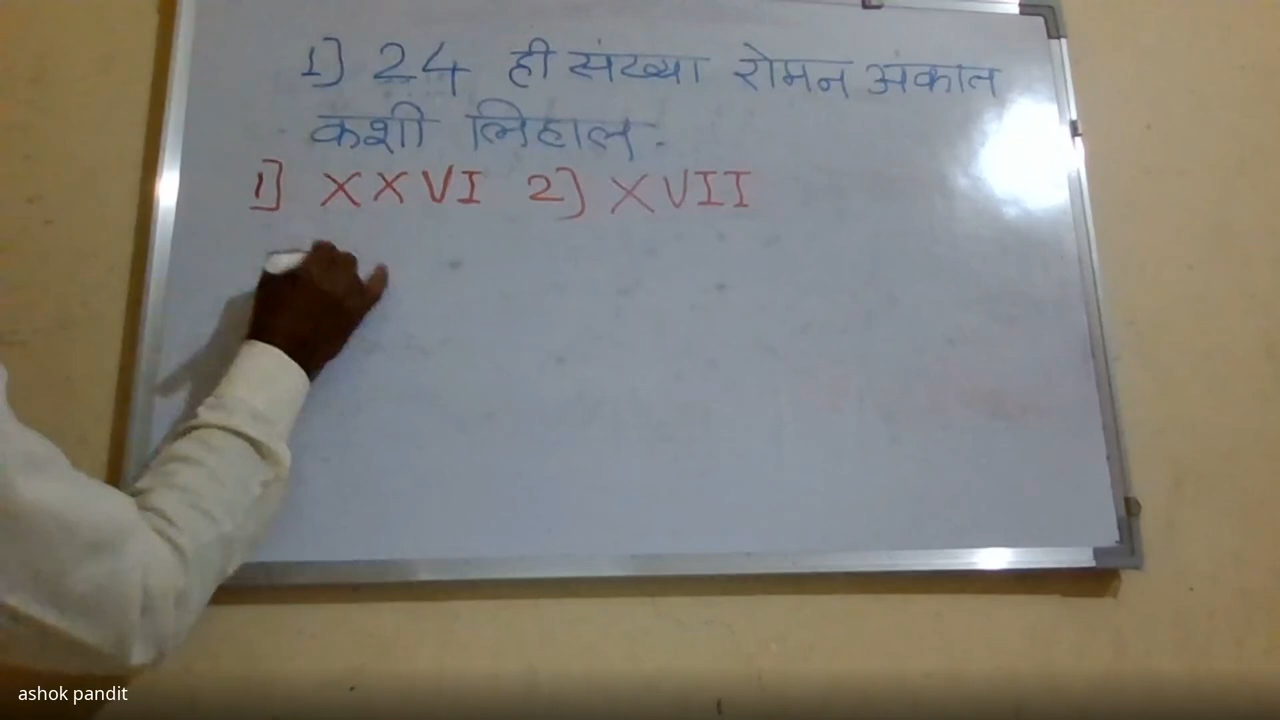 1] 24 ही संख्या रोमन अंकात
कशी लिहाल.
1] XXVI 2) XVII
ashok pandit